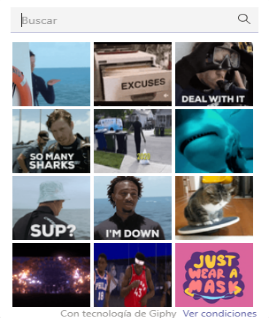 Buscar
EXCUSES
DEAL WITH IT
SO MANY
SHARKS
SUP?
I'M DOWN
JUST
WEAR A
MASK
Con tecnología de Giphy Ver condiciones